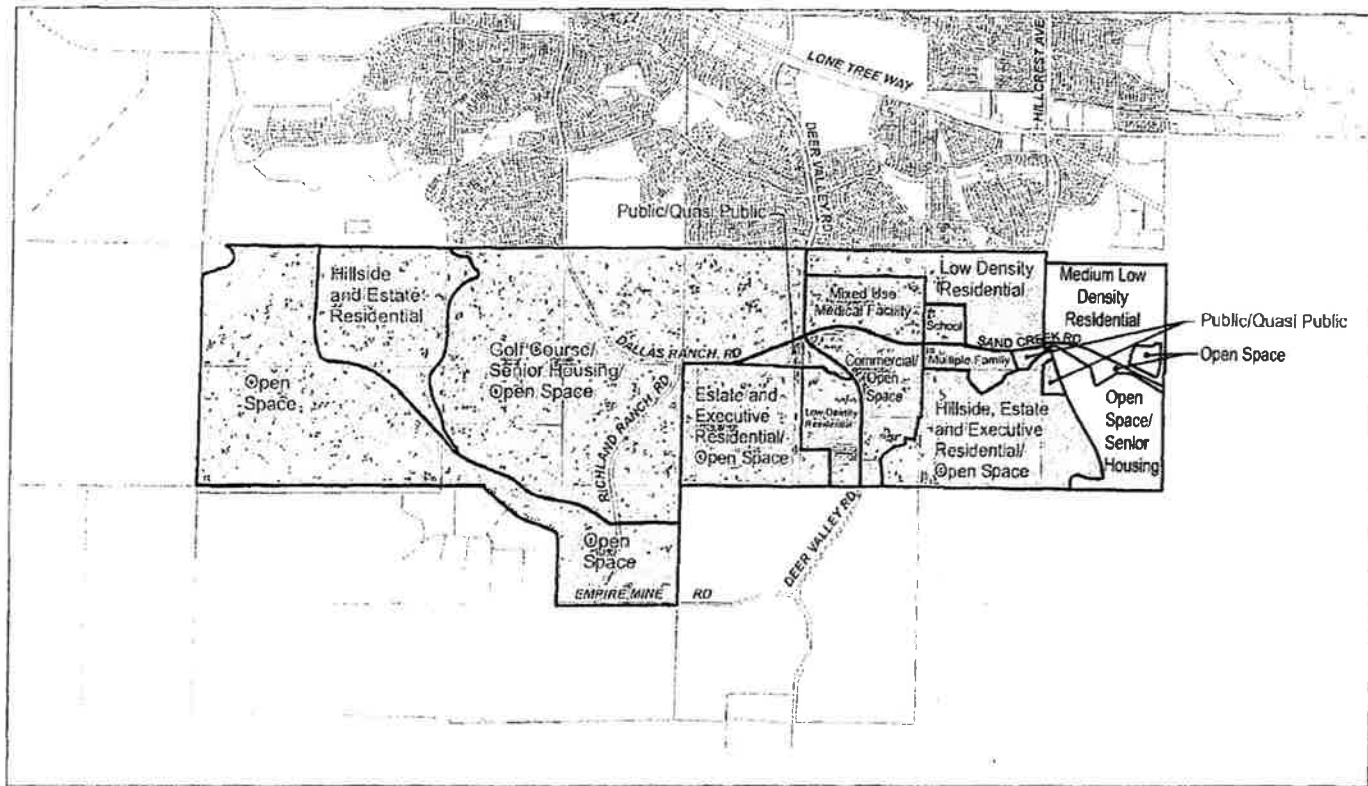 LONE TREE WAY
HILLCREST AVE
DEER VALLEY RD
Public/Quasi Public
Hillside
and Estate
Residential
Low Density
Residential
Medium Low
Density
Residential
Mixed Use
Medical Facility
School
SAND CREEK RD
Public/Quasi Public
Open Space
Multiple Family
DALLAS RANCH RD
Golf Course/
Senior Housing/
Open Space
Commercial/
Open
Space
Open
Space
RICHLAND RANCH RD
Estate and
Executive
Residential/
Open Space
Low Density
Residential
Hillside, Estate
and Executive
Residential/
Open Space
Open
Space/
Senior
Housing
Open
Space
DEER VALLEY RD
EMPIRE MINE RD